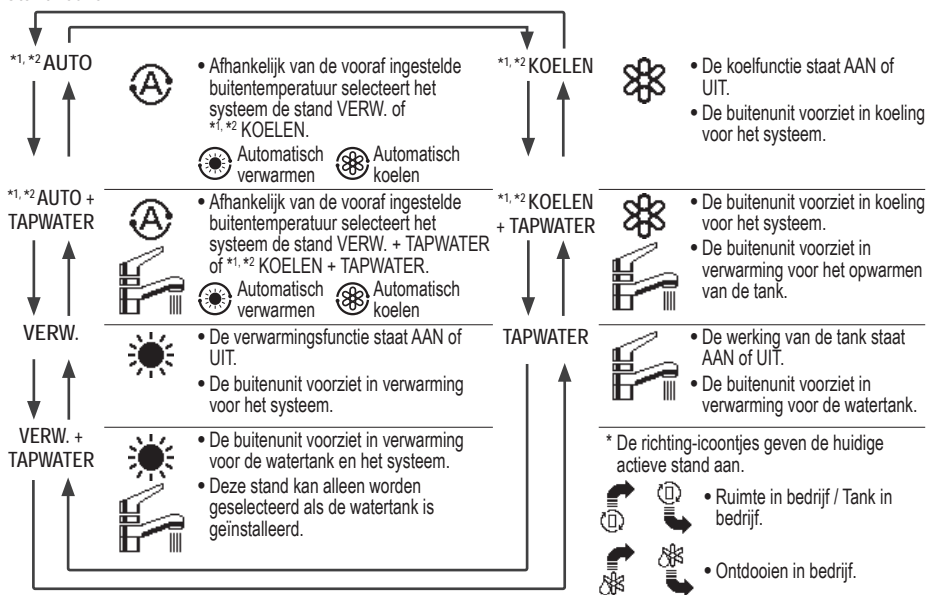 *1, *2 AUTO
• Afhankelijk van de vooraf ingestelde
buitentemperatuur selecteert het
systeem de stand VERW. of
*1, *2 KOELEN.
Automatisch
verwarmen
Automatisch
koelen
*1, *2 AUTO +
TAPWATER
• Afhankelijk van de vooraf ingestelde
buitentemperatuur selecteert het
systeem de stand VERW. + TAPWATER
of *1, *2 KOELEN + TAPWATER.
Automatisch
verwarmen
Automatisch
koelen
VERW.
• De verwarmingsfunctie staat AAN of
UIT.
• De buitenunit voorziet in verwarming
voor het systeem.
VERW. +
TAPWATER
• De buitenunit voorziet in verwarming
voor de watertank en het systeem.
• Deze stand kan alleen worden
geselecteerd als de watertank is
geïnstalleerd.
*1, *2 KOELEN
• De koelfunctie staat AAN of
UIT.
• De buitenunit voorziet in koeling
voor het systeem.
*1, *2 KOELEN
+ TAPWATER
• De buitenunit voorziet in koeling
voor het systeem.
• De buitenunit voorziet in
verwarming voor het opwarmen
van de tank.
TAPWATER
• De werking van de tank staat
AAN of UIT.
• De buitenunit voorziet in
verwarming voor de watertank.
* De richting-icoontjes geven de huidige
actieve stand aan.
• Ruimte in bedrijf / Tank in
bedrijf.
• Ontdooien in bedrijf.